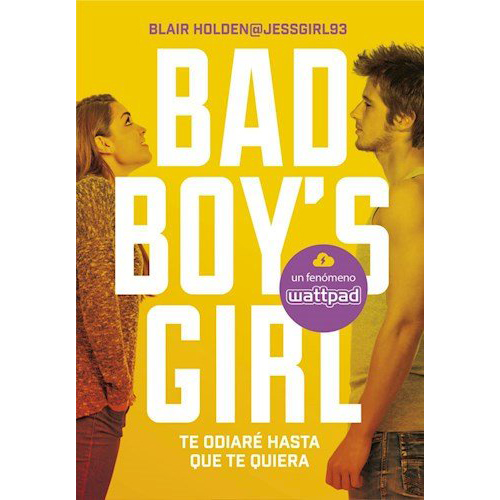 BLAIR HOLDEN@JESSGIRL93
BAD
BOY'S
GIRL
un fenómeno
wattpad
TE ODIARÉ HASTA
QUE TE QUIERA